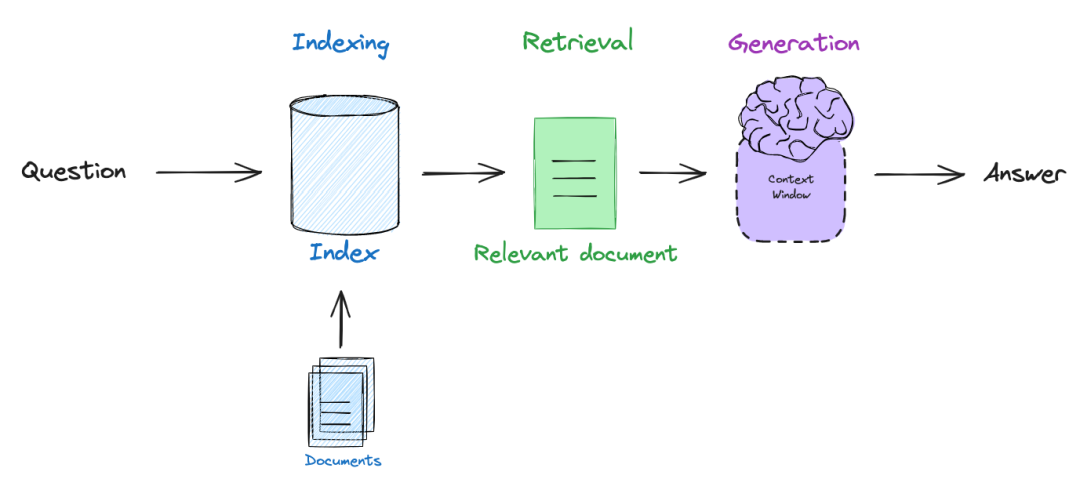 Indexing
Retrieval
Generation
Question
Context
Window
Answer
Index
Relevant document
Documents